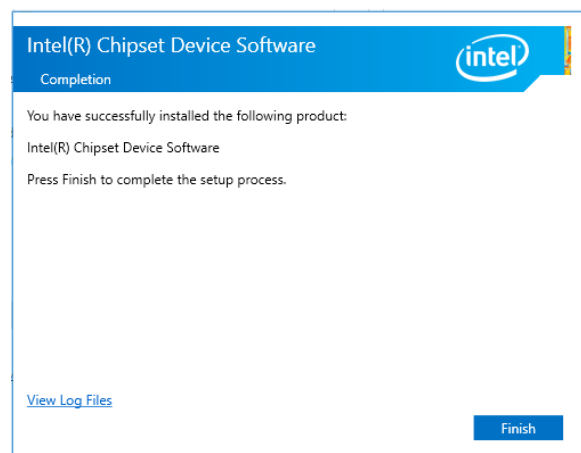 Intel(R) Chipset Device Software
intel
Completion
You have successfully installed the following product:
Intel(R) Chipset Device Software
Press Finish to complete the setup process.
View Log Files
Finish